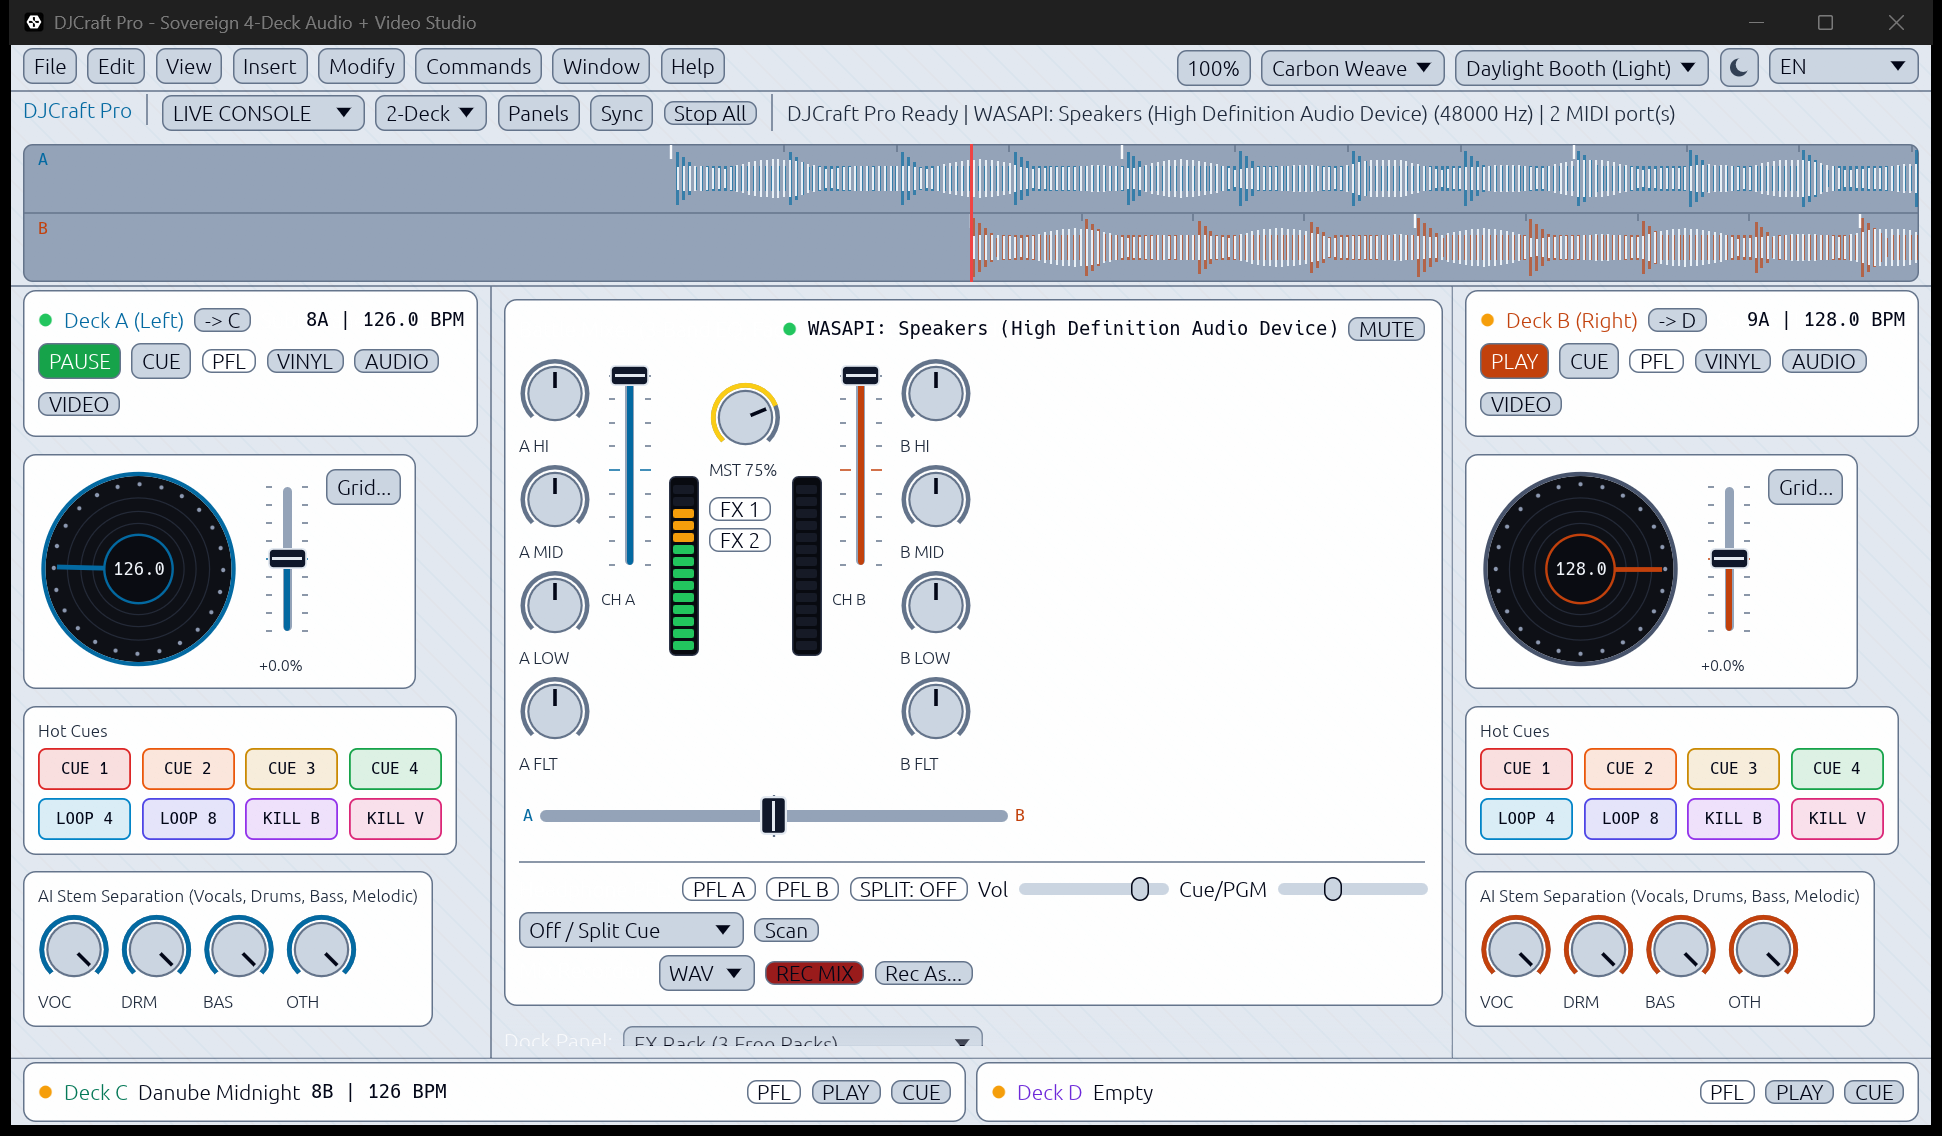 DJCraft Pro - Sovereign 4-Deck Audio + Video Studio
File Edit View Insert Modify Commands Window Help 100% Carbon Weave Daylight Booth (Light) EN
DJCraft Pro LIVE CONSOLE 2-Deck Panels Sync Stop All DJCraft Pro Ready | WASAPI: Speakers (High Definition Audio Device) (48000 Hz) | 2 MIDI port(s)
A
B
Deck A (Left) -> C 8A | 126.0 BPM
PAUSE CUE PFL VINYL AUDIO
VIDEO
126.0
Grid...
+0.0%
Hot Cues
CUE 1 CUE 2 CUE 3 CUE 4
LOOP 4 LOOP 8 KILL B KILL V
AI Stem Separation (Vocals, Drums, Bass, Melodic)
VOC DRM BAS OTH
WASAPI: Speakers (High Definition Audio Device) MUTE
A HI B HI
MST 75%
FX 1
FX 2
A MID B MID
CH A CH B
A LOW B LOW
A FLT B FLT
A B
PFL A PFL B SPLIT: OFF Vol Cue/PGM
Off / Split Cue Scan
WAV REC MIX Rec As...
Dock Panel: FX Rack (3 Free Packs)
Deck B (Right) -> D 9A | 128.0 BPM
PLAY CUE PFL VINYL AUDIO
VIDEO
128.0
Grid...
+0.0%
Hot Cues
CUE 1 CUE 2 CUE 3 CUE 4
LOOP 4 LOOP 8 KILL B KILL V
AI Stem Separation (Vocals, Drums, Bass, Melodic)
VOC DRM BAS OTH
Deck C Danube Midnight 8B | 126 BPM PFL PLAY CUE
Deck D Empty PFL PLAY CUE